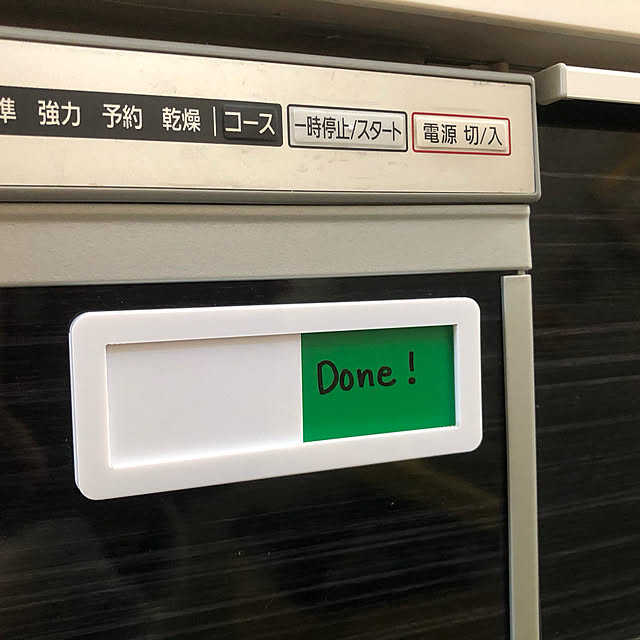 準 強力 予約 乾燥 | コース 一時停止/スタート 電源 切/入
Done!